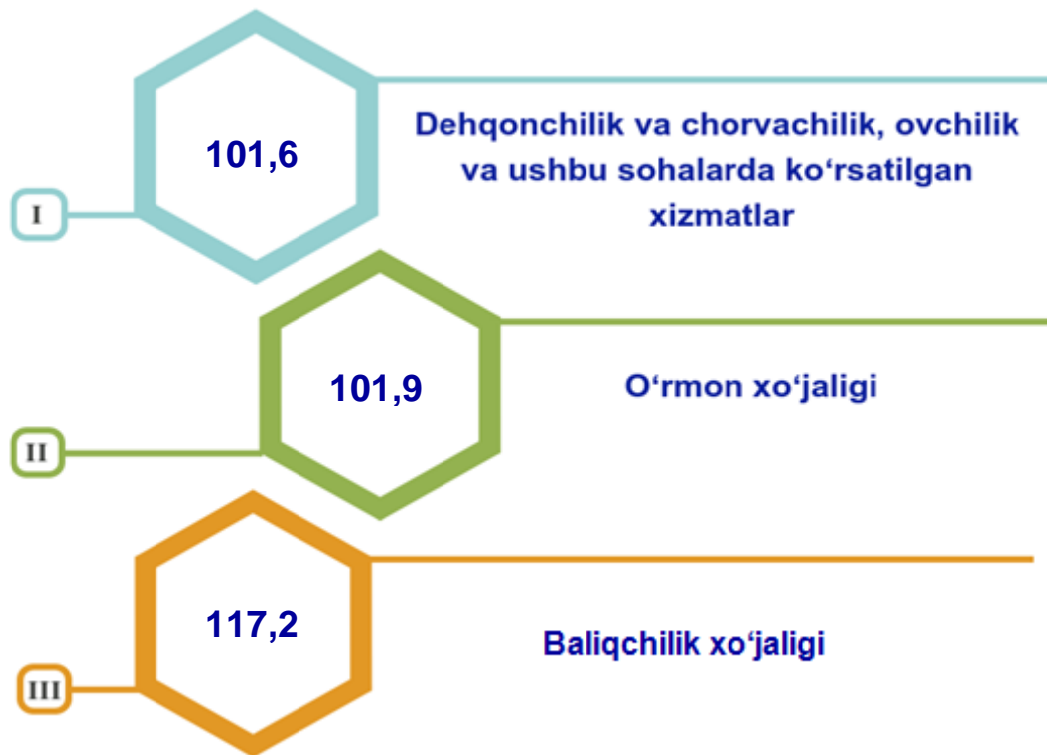 101,6
Dehqonchilik va chorvachilik, ovchilik
va ushbu sohalarda ko‘rsatilgan
xizmatlar
I
101,9
O‘rmon xo‘jaligi
II
117,2
Baliqchilik xo‘jaligi
III